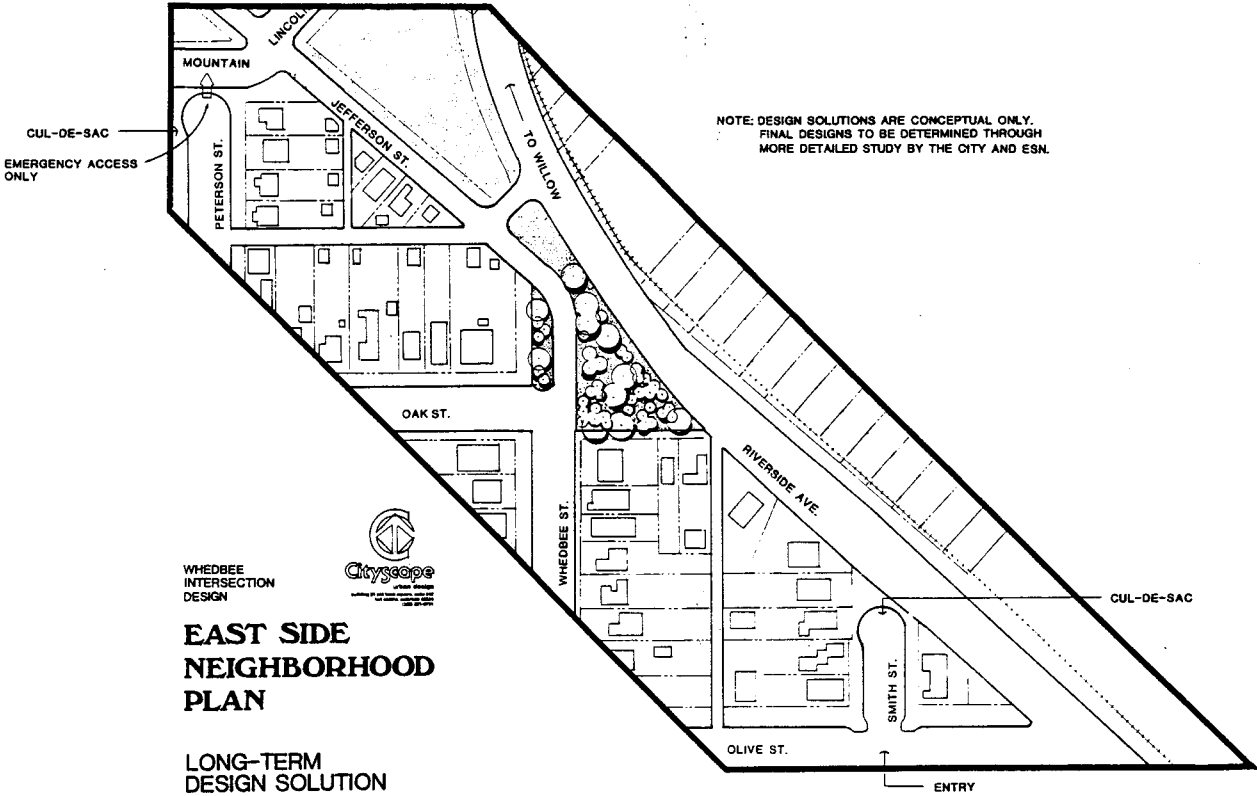 LINCOLN
MOUNTAIN
CUL-DE-SAC
EMERGENCY ACCESS
ONLY
PETERSON ST.
JEFFERSON ST.
TO WILLOW
NOTE: DESIGN SOLUTIONS ARE CONCEPTUAL ONLY.
FINAL DESIGNS TO BE DETERMINED THROUGH
MORE DETAILED STUDY BY THE CITY AND ESN.
OAK ST.
RIVERSIDE AVE.
WHEDBEE ST.
WHEDBEE
INTERSECTION
DESIGN
Cityscape
urban design
EAST SIDE
NEIGHBORHOOD
PLAN
LONG-TERM
DESIGN SOLUTION
CUL-DE-SAC
SMITH ST.
OLIVE ST.
ENTRY